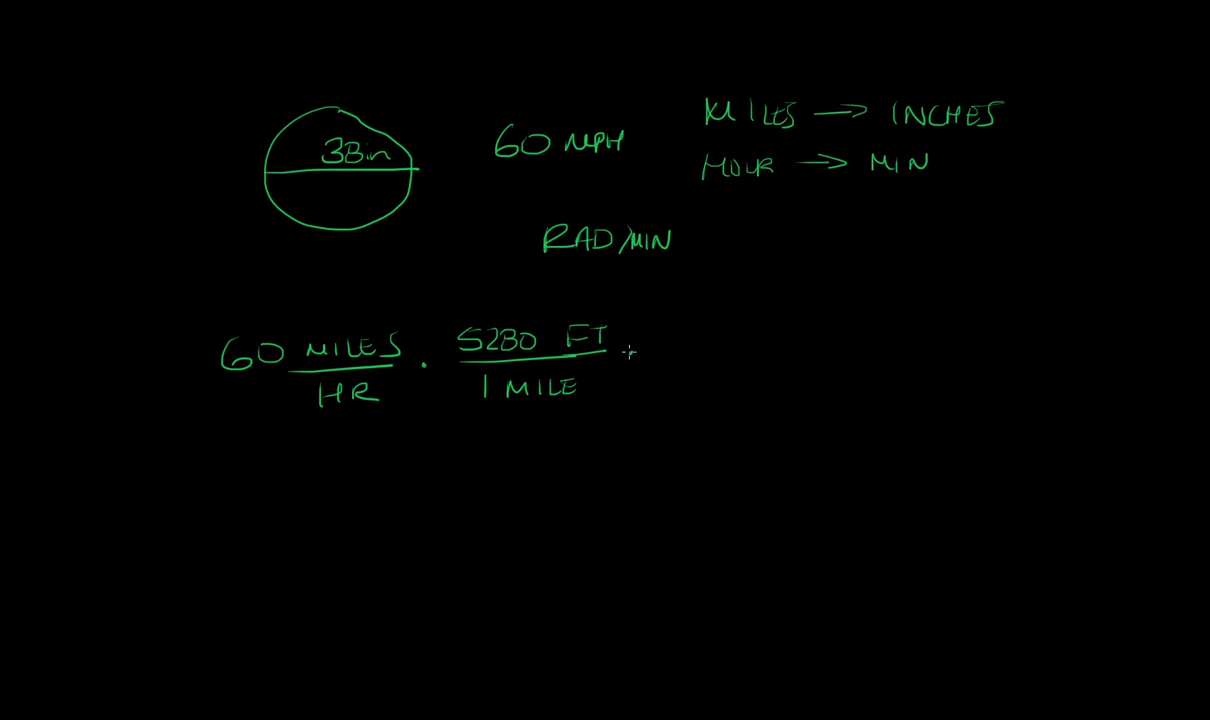 38in
60 MPH
MILES → INCHES
HOUR → MIN
RAD/MIN
60 MILES/HR · 5280 FT/1 MILE